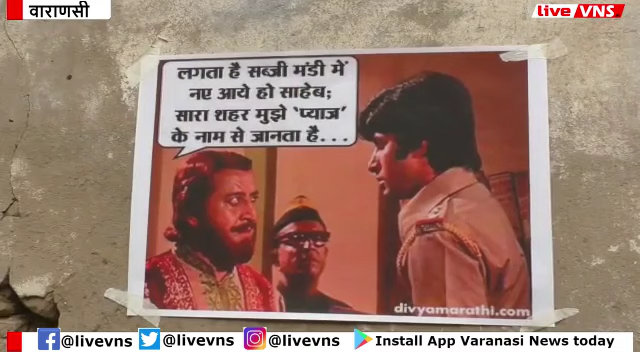 वाराणसी
live VNS
लगता है सब्जी मंडी में
नए आये हो साहेब;
सारा शहर मुझे 'प्याज'
के नाम से जानता है...
divyamarathi.com
@livevns
@livevns
@livevns
Install App Varanasi News today